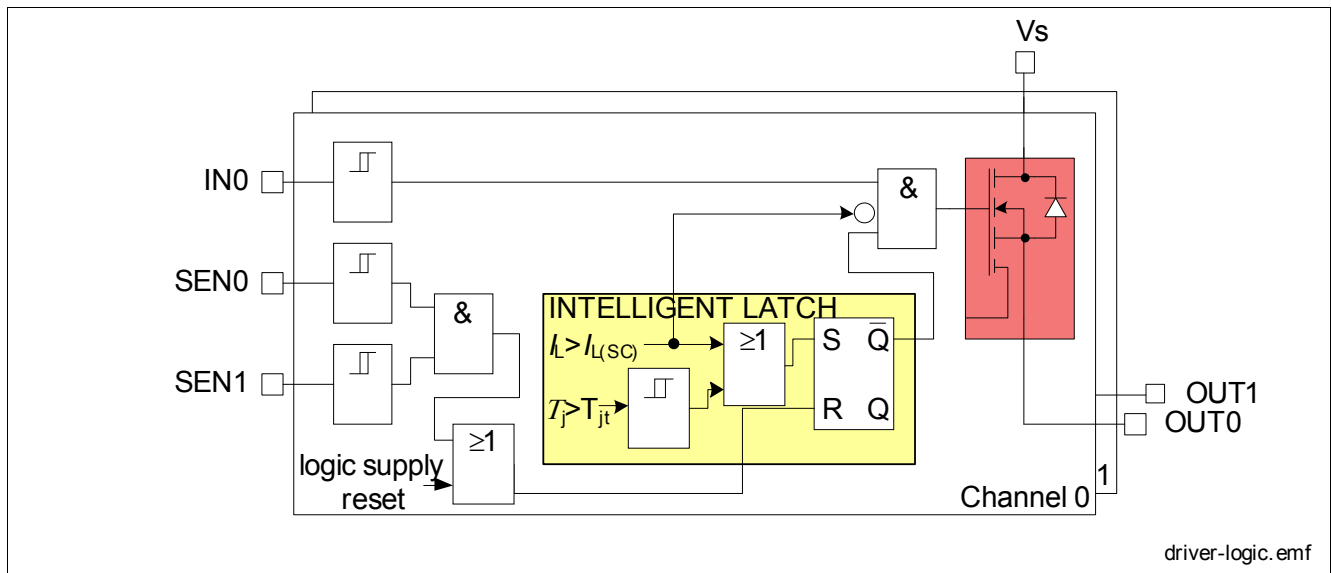 Vs
IN0
&
SEN0
&
INTELLIGENT LATCH
IL>IL(SC)
≥1
S Q̅
SEN1
Tj>Tjt
R Q
OUT1
OUT0
≥1
logic supply
reset
1
Channel 0
driver-logic.emf